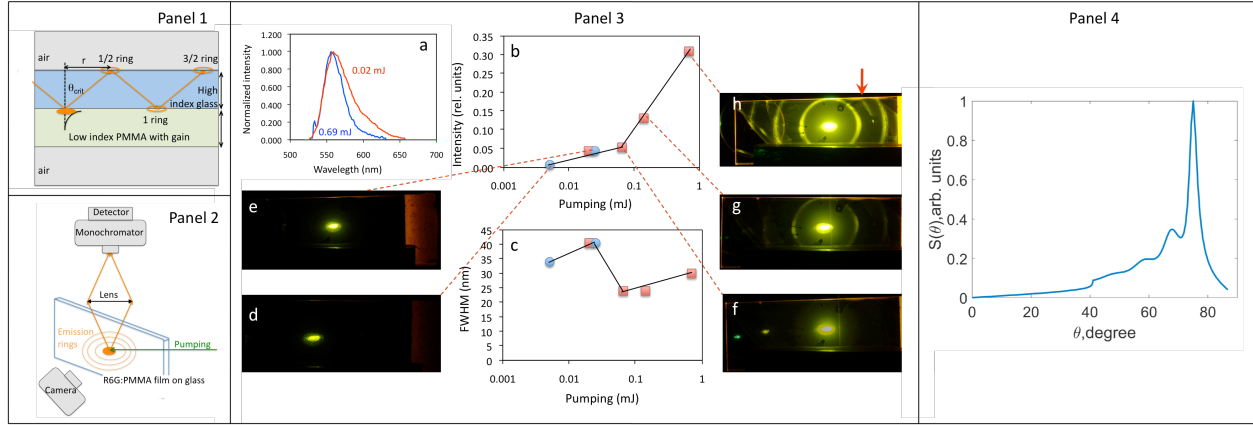 Panel 1
air
r
1/2 ring
3/2 ring
θcrit
High
index glass
1 ring
Low index PMMA with gain
air
Panel 2
Detector
Monochromator
Lens
Emission
rings
Pumping
R6G:PMMA film on glass
Camera
Panel 3
a
Normalized intensity
1.200
1.000
0.800
0.600
0.400
0.200
0.000
0.02 mJ
0.69 mJ
500 550 600 650 700
Wavelegth (nm)
b
Intensity (rel. units)
0.35
0.30
0.25
0.20
0.15
0.10
0.05
0.00
0.001 0.01 0.1 1
Pumping (mJ)
c
FWHM (nm)
45
40
35
30
25
20
15
10
5
0
0.001 0.01 0.1 1
Pumping (mJ)
e
d
h
g
f
Panel 4
S(θ),arb. units
1
0.8
0.6
0.4
0.2
0
0 20 40 60 80
θ,degree